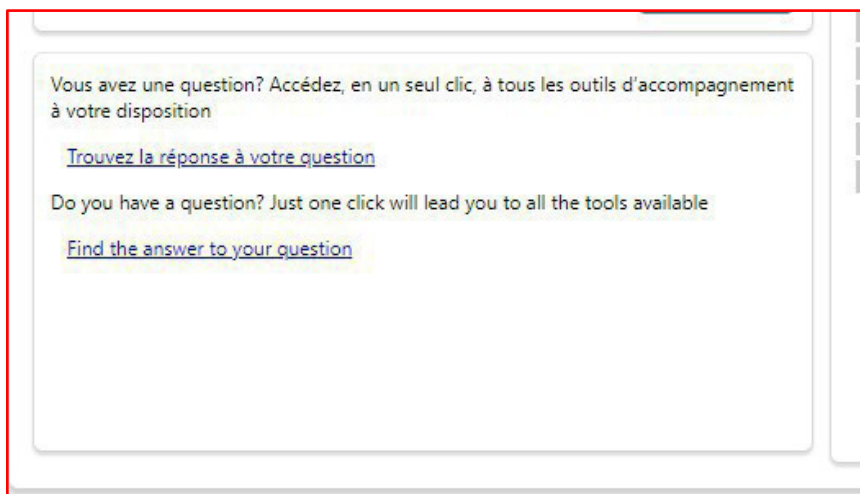 Vous avez une question? Accédez, en un seul clic, à tous les outils d'accompagnement
à votre disposition
Trouvez la réponse à votre question
Do you have a question? Just one click will lead you to all the tools available
Find the answer to your question